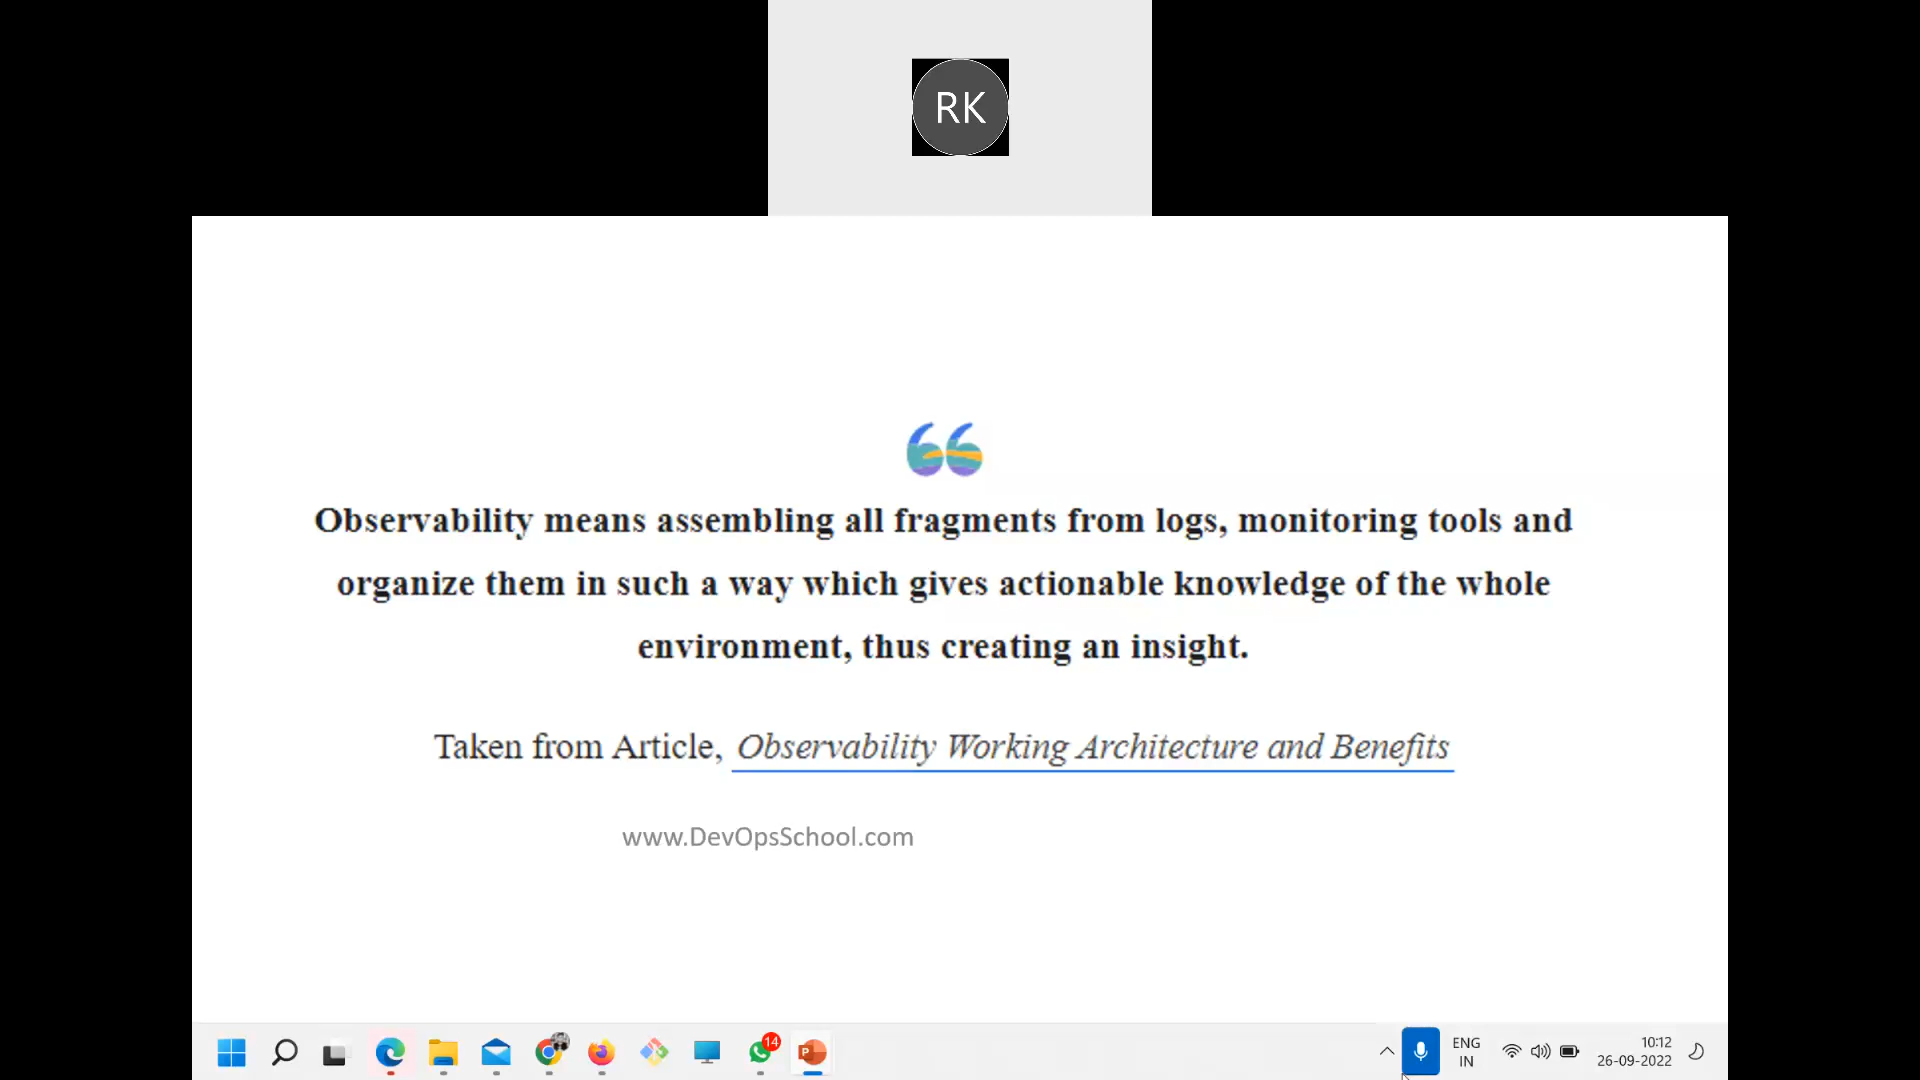 RK
Observability means assembling all fragments from logs, monitoring tools and
organize them in such a way which gives actionable knowledge of the whole
environment, thus creating an insight.
Taken from Article, Observability Working Architecture and Benefits
www.DevOpsSchool.com
14
P
ENG
IN
10:12
26-09-2022